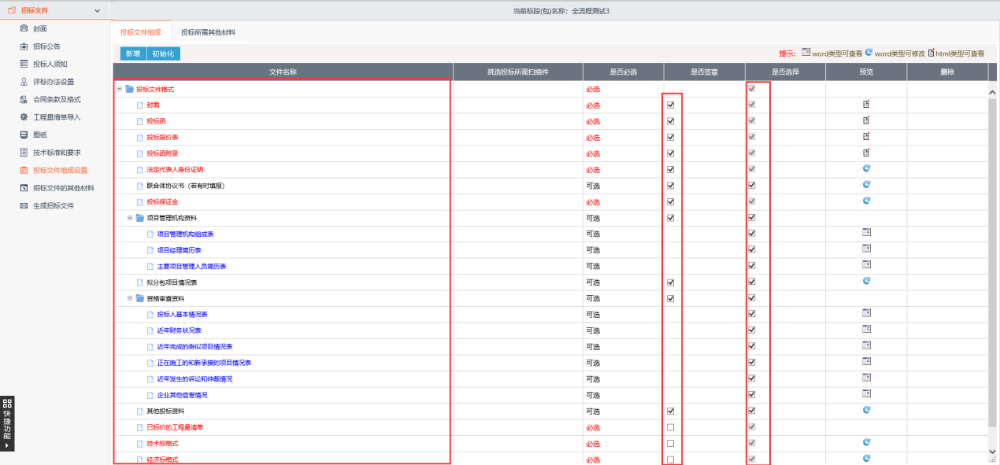 招标文件
当前标段(包)名称：全流程测试3
封面
招标公告
投标人须知
评标办法设置
合同条款及格式
工程量清单导入
图纸
技术标准和要求
投标文件组成设置
招标文件的其他材料
生成招标文件
快捷功能
投标文件组成 投标所需其他材料
新增 初始化 提示： word类型可查看 word类型可修改 html类型可查看
文件名称 挑选投标所需扫描件 是否必选 是否签章 是否选择 预览 删除
投标文件格式 必选
封面 必选
投标函 必选
投标报价表 必选
投标函附录 必选
法定代表人身份证明 必选
联合体协议书（若有时填报） 可选
投标保证金 必选
项目管理机构资料 可选
项目管理机构组成表 可选
项目经理简历表 可选
主要项目管理人员简历表 可选
拟分包项目情况表 可选
资格审查资料 可选
投标人基本情况表 可选
近年财务状况表 可选
近年完成的类似项目情况表 可选
正在施工的和新承接的项目情况表 可选
近年发生的诉讼和仲裁情况 可选
企业其他信誉情况 可选
其他投标资料 可选
已标价的工程量清单 必选
技术标格式 必选
经济标格式 必选